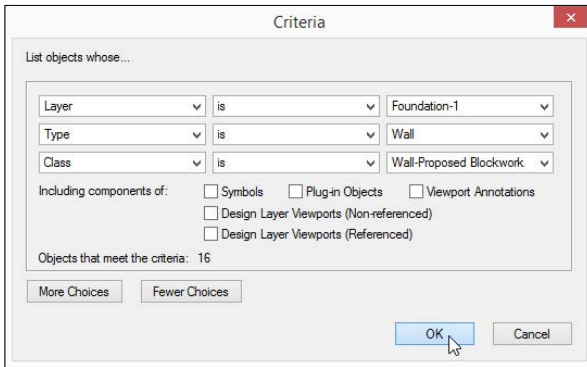 Criteria
List objects whose...
Layer is Foundation-1
Type is Wall
Class is Wall-Proposed Blockwork
Including components of: Symbols Plug-in Objects Viewport Annotations
Design Layer Viewports (Non-referenced)
Design Layer Viewports (Referenced)
Objects that meet the criteria: 16
More Choices Fewer Choices
OK Cancel